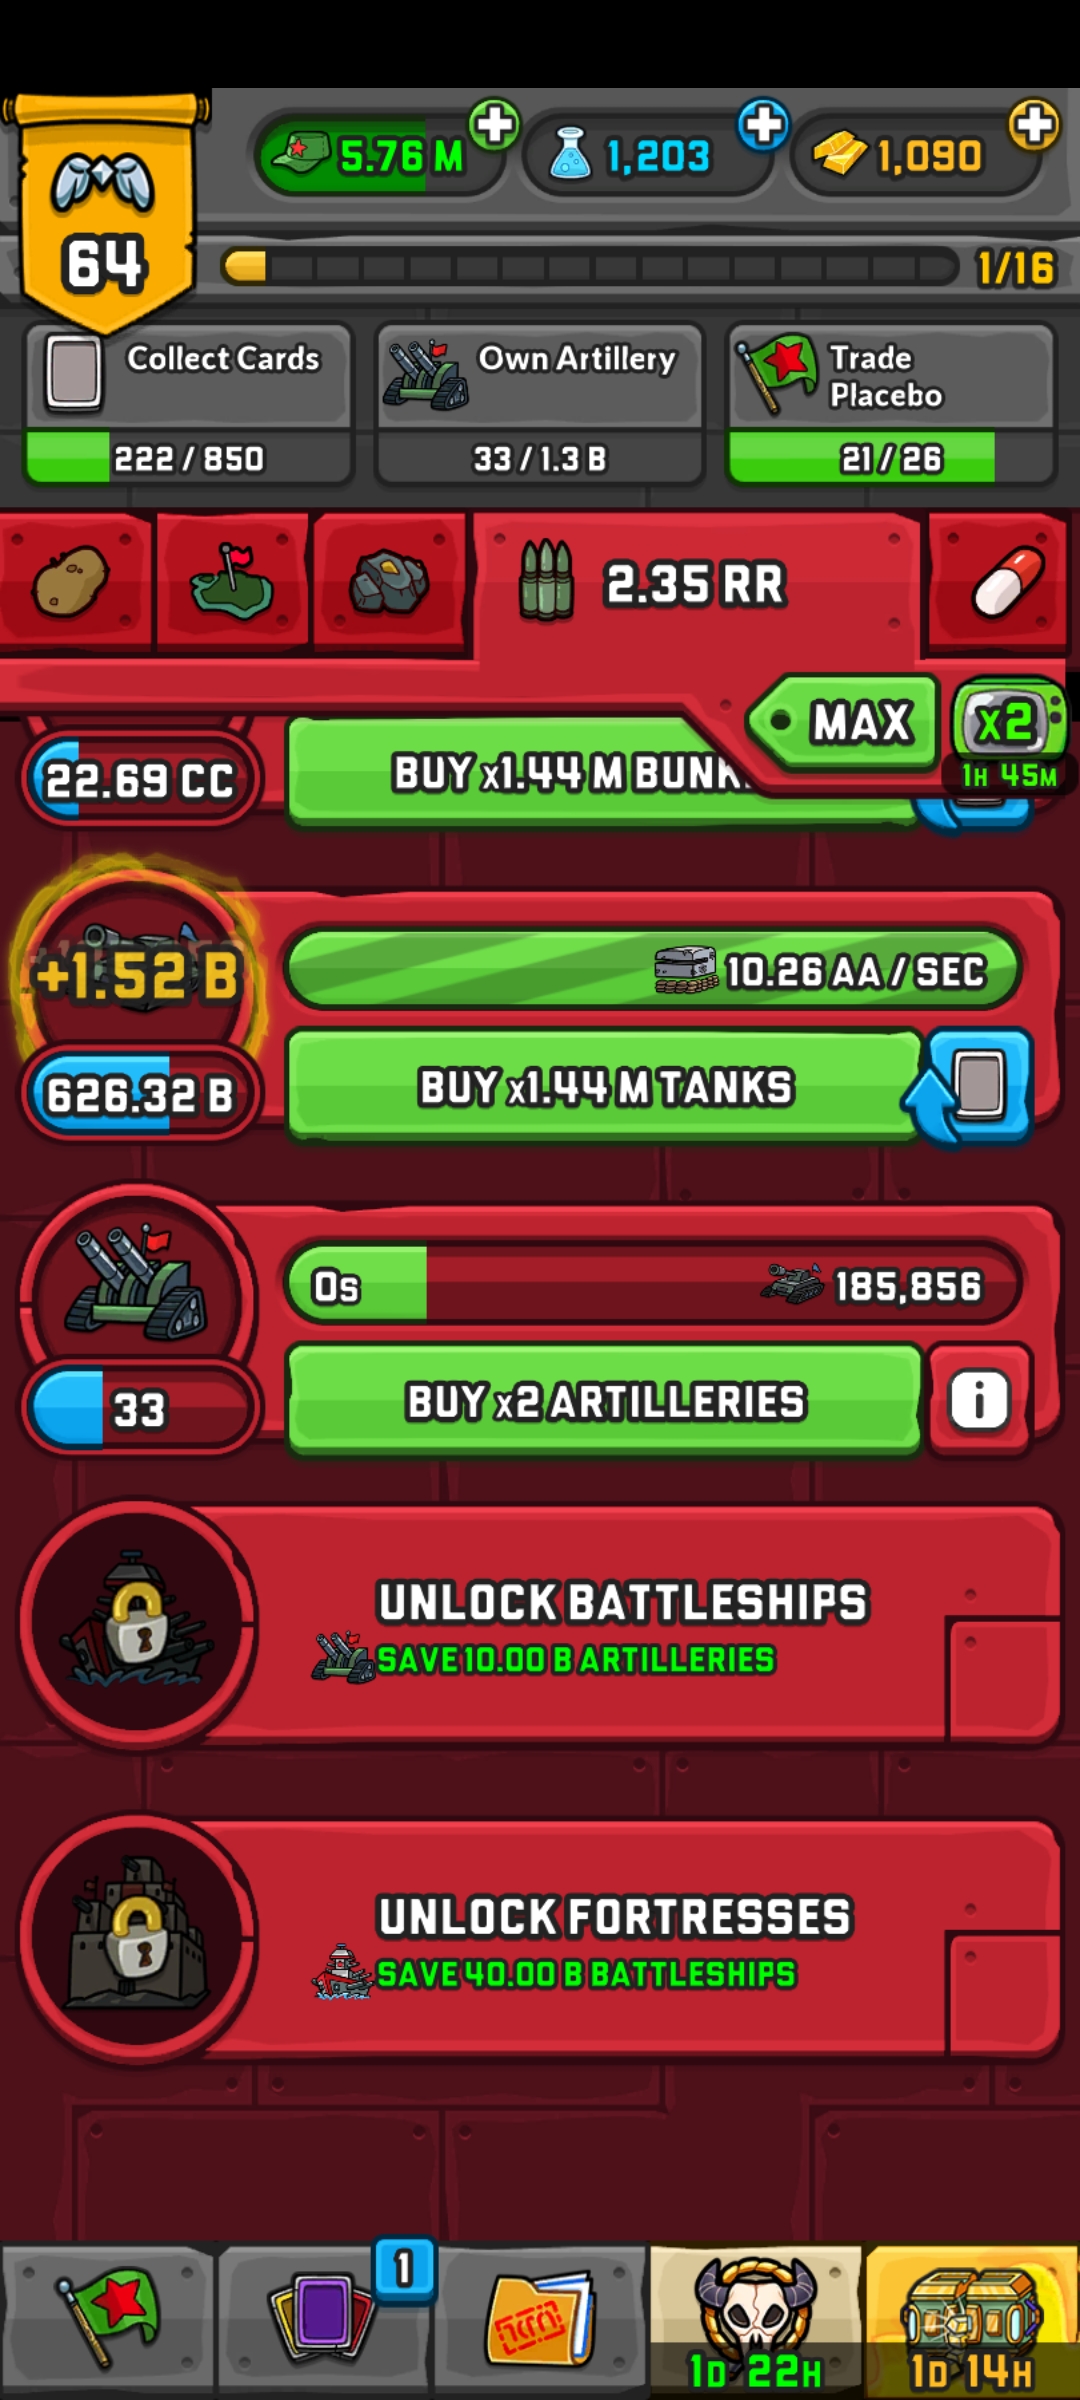 5.76 M
1,203
1,090
64
1/16
Collect Cards
222 / 850
Own Artillery
33 / 1.3 B
Trade
Placebo
21 / 26
2.35 RR
MAX
x2
1H 45M
22.69 CC
BUY x1.44 M BUNK...
+1.52 B
10.26 AA / SEC
626.32 B
BUY x1.44 M TANKS
0s
185,856
33
BUY x2 ARTILLERIES
i
UNLOCK BATTLESHIPS
SAVE 10.00 B ARTILLERIES
UNLOCK FORTRESSES
SAVE 40.00 B BATTLESHIPS
1
1D 22H
1D 14H